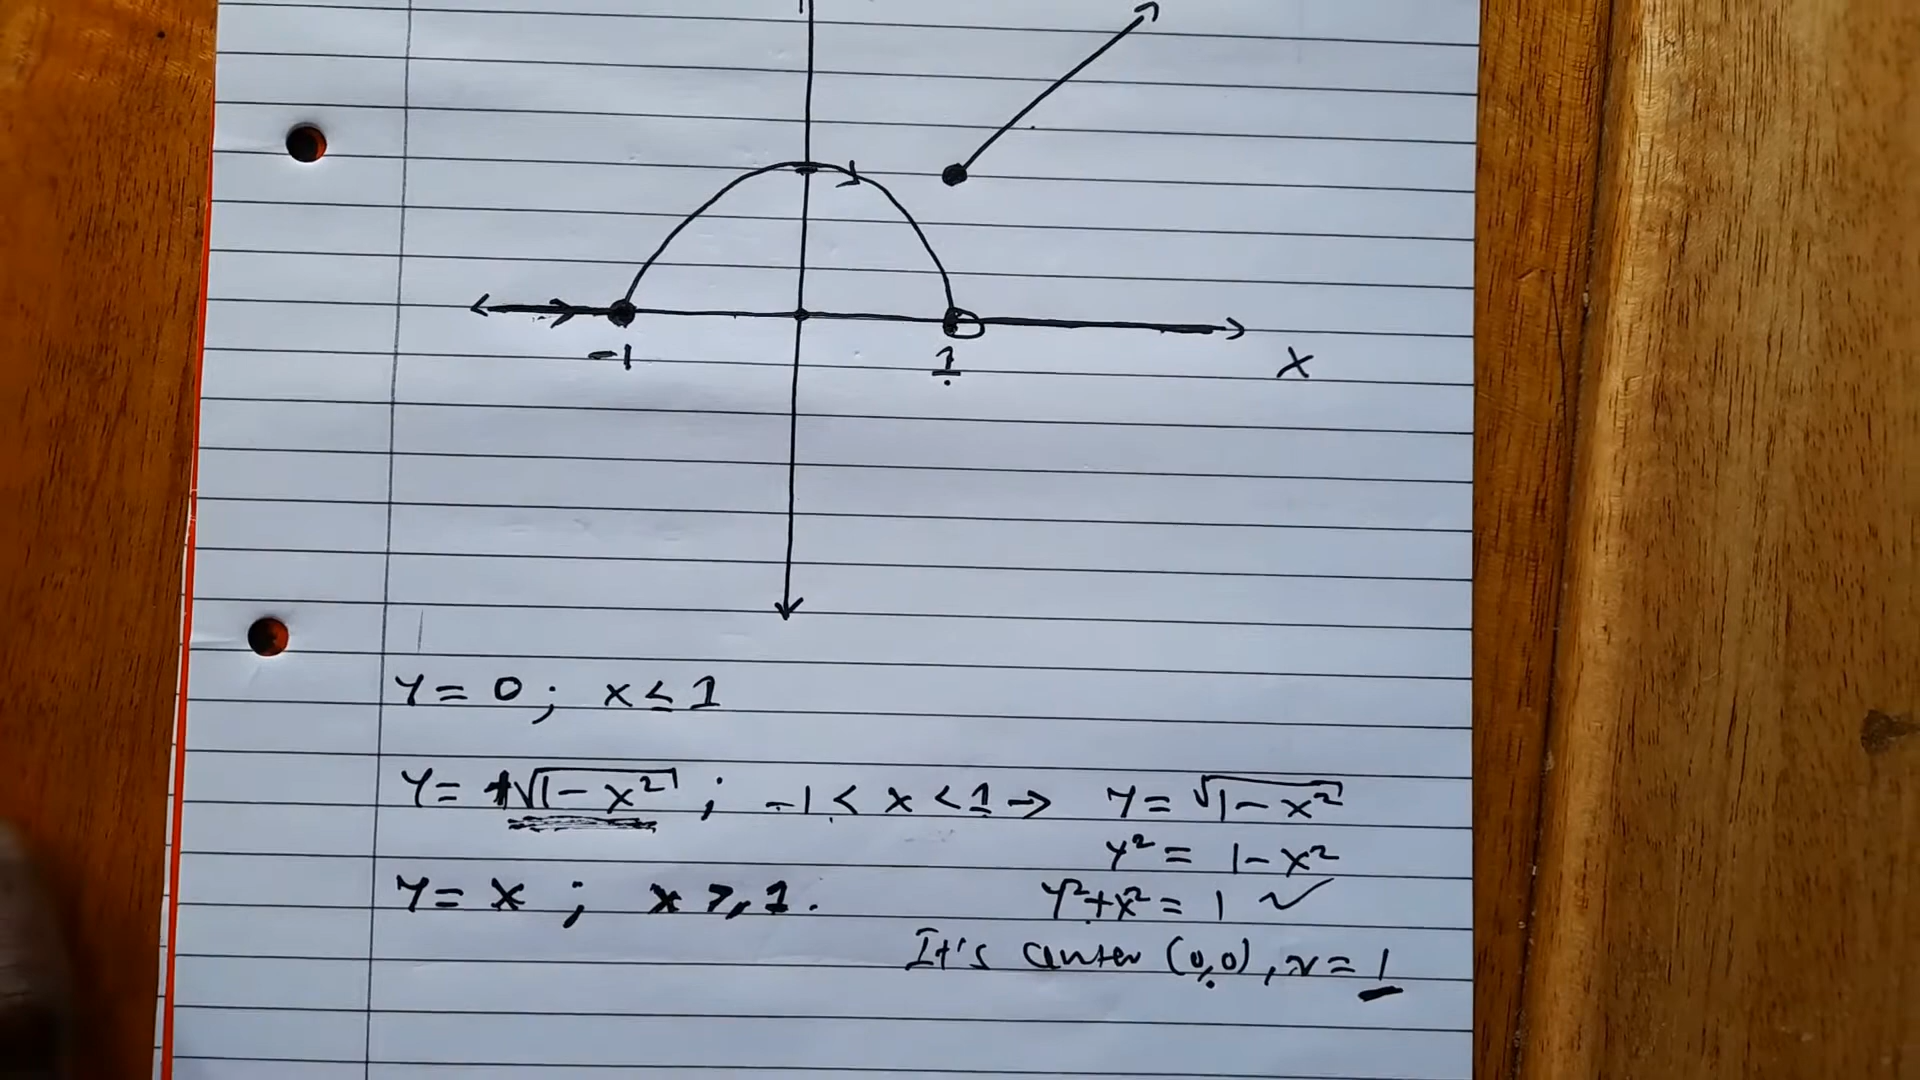 -1
1
X
Y = 0 ; x ≤ 1
Y = +√(1-x²) ; -1 < x < 1 → Y = √(1-x²)
Y² = 1-x²
Y = x ; x ≥ 1.
Y²+x² = 1 ✓
It's center (0,0), r = 1